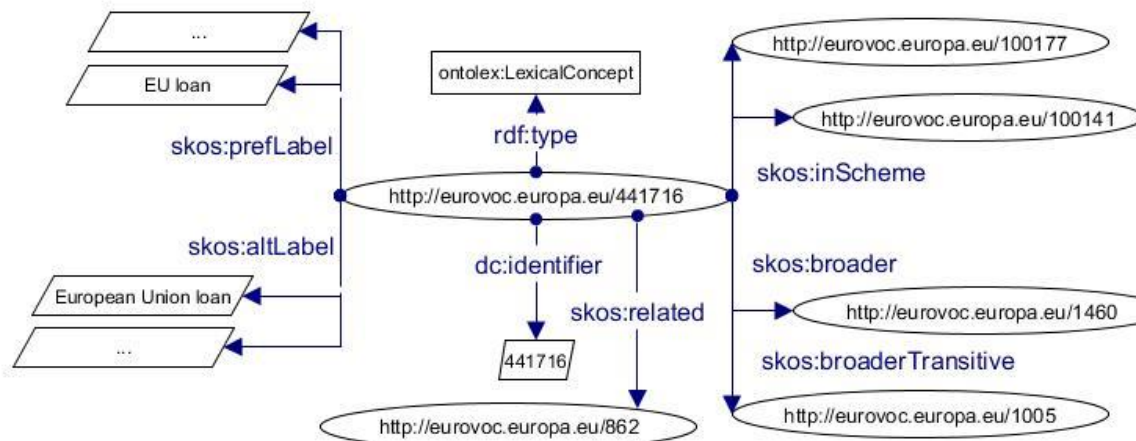 ...
EU loan
skos:prefLabel
skos:altLabel
European Union loan
...
ontolex:LexicalConcept
rdf:type
http://eurovoc.europa.eu/441716
dc:identifier
441716
skos:related
http://eurovoc.europa.eu/862
http://eurovoc.europa.eu/100177
http://eurovoc.europa.eu/100141
skos:inScheme
skos:broader
http://eurovoc.europa.eu/1460
skos:broaderTransitive
http://eurovoc.europa.eu/1005